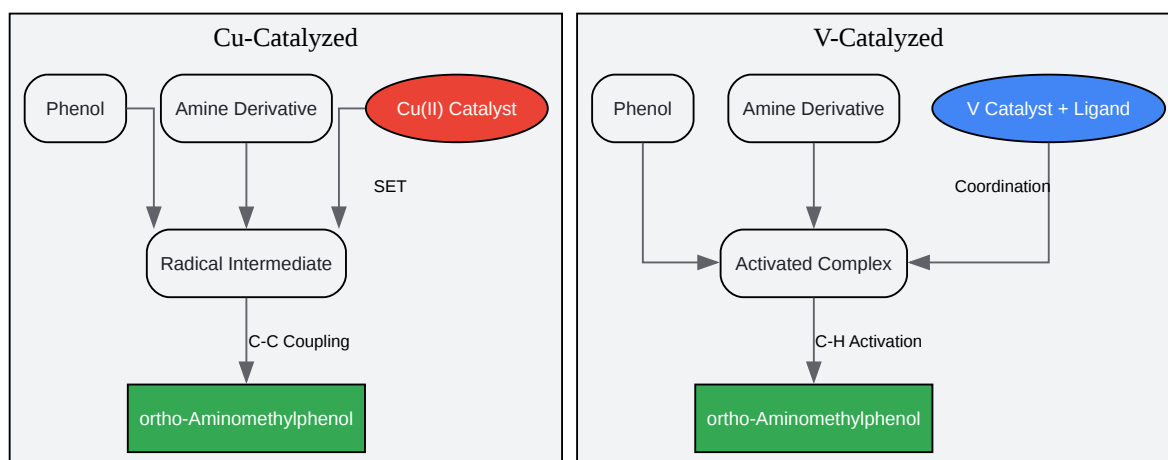 Cu-Catalyzed
Phenol
Amine Derivative
Cu(II) Catalyst
SET
Radical Intermediate
C-C Coupling
ortho-Aminomethylphenol
V-Catalyzed
Phenol
Amine Derivative
V Catalyst + Ligand
Coordination
Activated Complex
C-H Activation
ortho-Aminomethylphenol